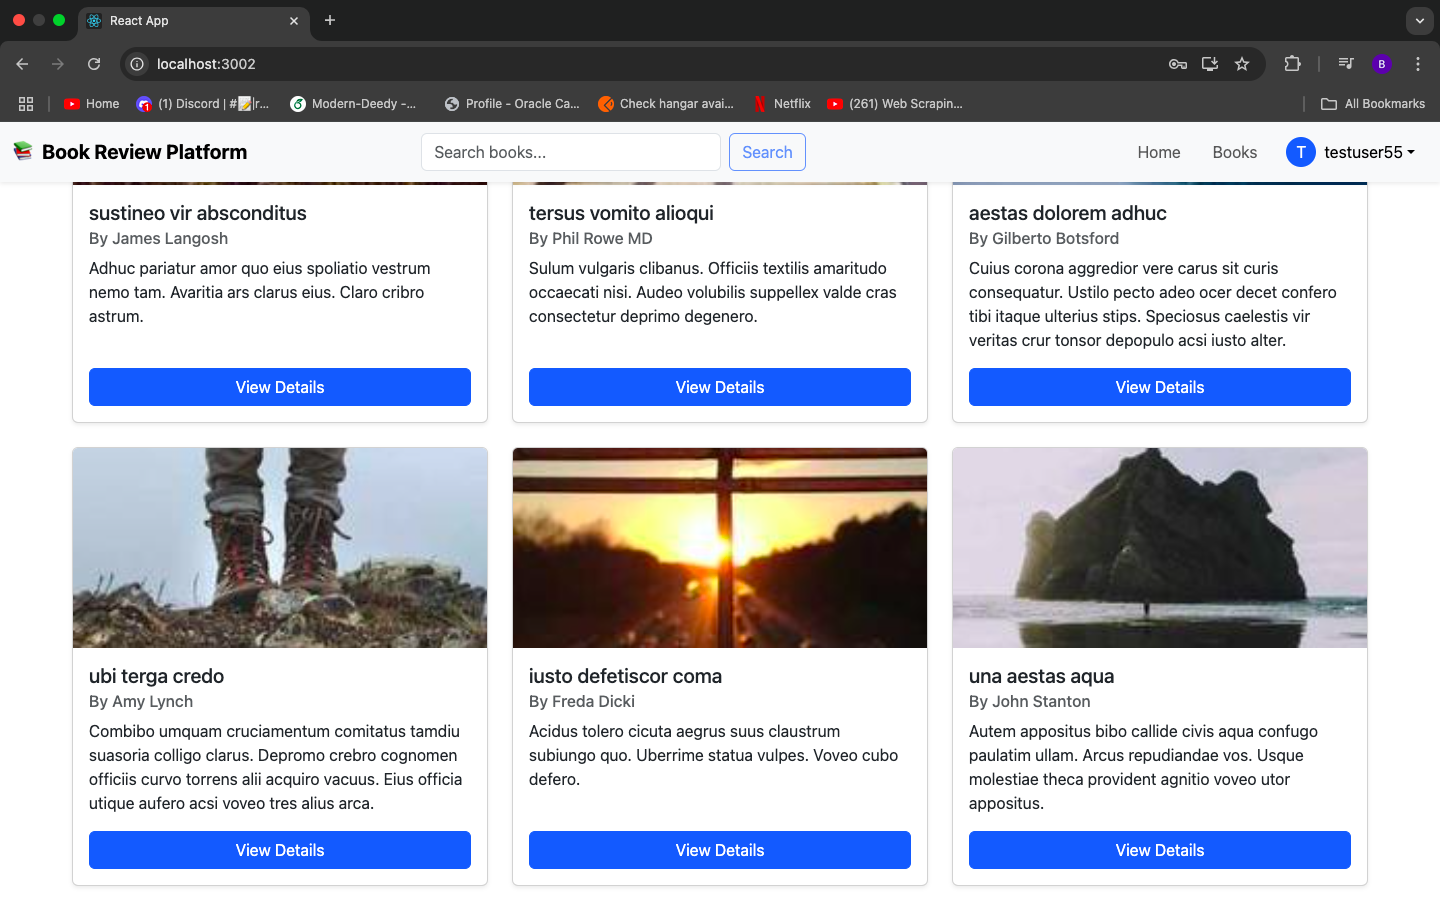 React App
localhost:3002
B
Home
(1) Discord | #📝|r...
Modern-Deedy -...
Profile - Oracle Ca...
Check hangar avai...
Netflix
(261) Web Scrapin...
All Bookmarks
Book Review Platform
Search books...
Search
Home
Books
T
testuser55
sustineo vir absconditus
By James Langosh
Adhuc pariatur amor quo eius spoliatio vestrum
nemo tam. Avaritia ars clarus eius. Claro cribro
astrum.
View Details
tersus vomito alioqui
By Phil Rowe MD
Sulum vulgaris clibanus. Officiis textilis amaritudo
occaecati nisi. Audeo volubilis suppellex valde cras
consectetur deprimo degenero.
View Details
aestas dolorem adhuc
By Gilberto Botsford
Cuius corona aggredior vere carus sit curis
consequatur. Ustilo pecto adeo ocer decet confero
tibi itaque ulterius stips. Speciosus caelestis vir
veritas crur tonsor depopulo acsi iusto alter.
View Details
ubi terga credo
By Amy Lynch
Combibo umquam cruciamentum comitatus tamdiu
suasoria colligo clarus. Depromo crebro cognomen
officiis curvo torrens alii acquiro vacuus. Eius officia
utique aufero acsi voveo tres alius arca.
View Details
iusto defetiscor coma
By Freda Dicki
Acidus tolero cicuta aegrus suus claustrum
subiungo quo. Uberrime statua vulpes. Voveo cubo
defero.
View Details
una aestas aqua
By John Stanton
Autem appositus bibo callide civis aqua confugo
paulatim ullam. Arcus repudiandae vos. Usque
molestiae theca provident agnitio voveo utor
appositus.
View Details